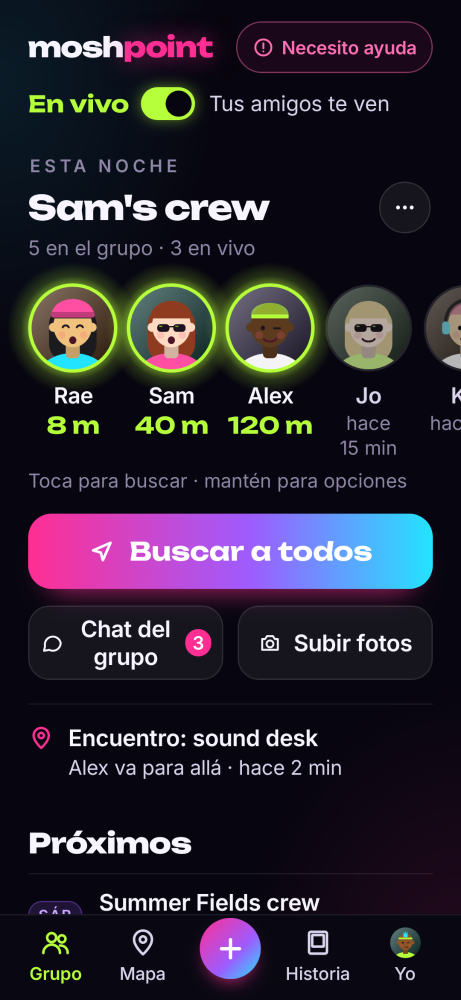 moshpoint
Necesito ayuda
En vivo
Tus amigos te ven
ESTA NOCHE
Sam's crew
5 en el grupo · 3 en vivo
Rae
Sam
Alex
Jo
8 m
40 m
120 m
hace
15 min
Toca para buscar · mantén para opciones
Buscar a todos
Chat del
grupo
3
Subir fotos
Encuentro: sound desk
Alex va para allá · hace 2 min
Próximos
SÁB
Summer Fields crew
Grupo
Mapa
Historia
Yo